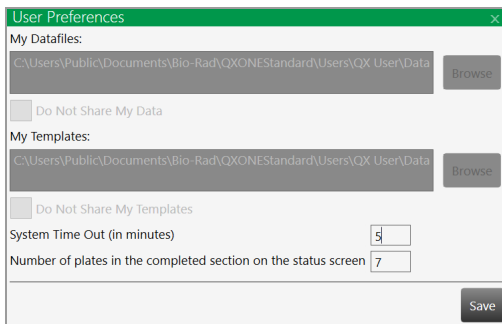 User Preferences
My Datafiles:
C:\Users\Public\Documents\Bio-Rad\QXONEStandard\Users\QX User\Data
Browse
Do Not Share My Data
My Templates:
C:\Users\Public\Documents\Bio-Rad\QXONEStandard\Users\QX User\Data
Browse
Do Not Share My Templates
System Time Out (in minutes) 5
Number of plates in the completed section on the status screen 7
Save